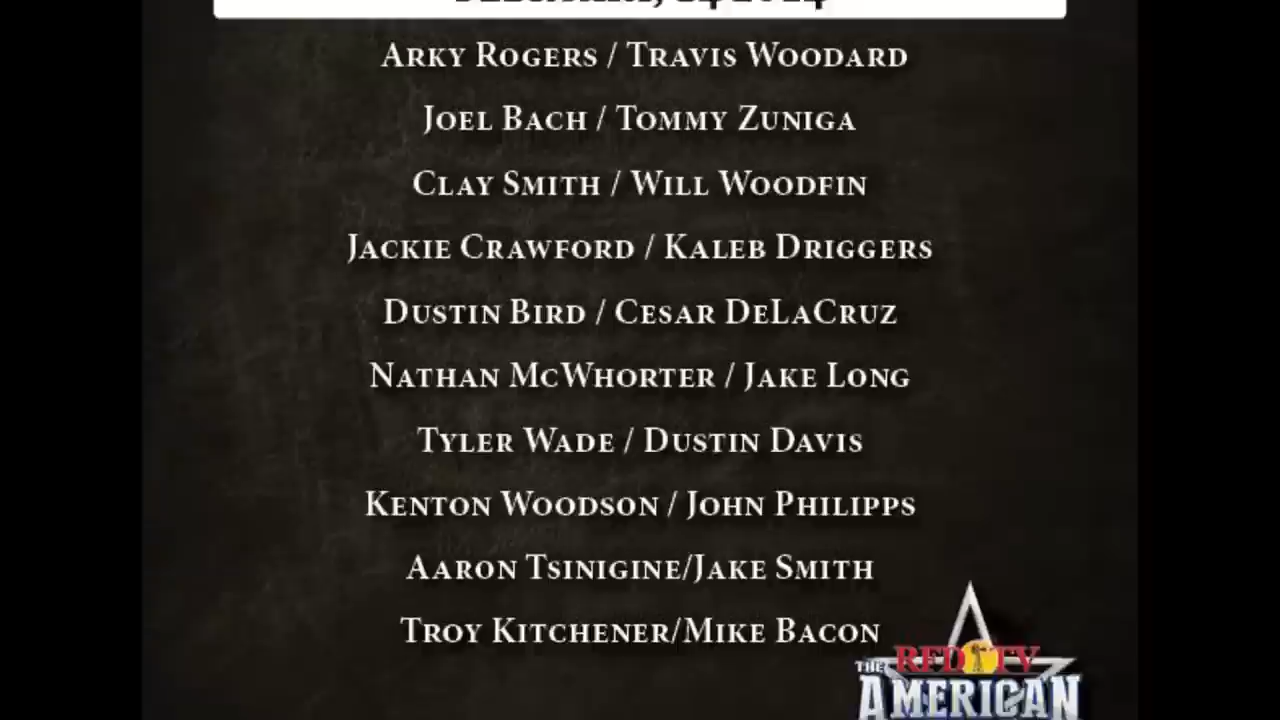 Arky Rogers / Travis Woodard
Joel Bach / Tommy Zuniga
Clay Smith / Will Woodfin
Jackie Crawford / Kaleb Driggers
Dustin Bird / Cesar DeLaCruz
Nathan McWhorter / Jake Long
Tyler Wade / Dustin Davis
Kenton Woodson / John Philipps
Aaron Tsinigine/Jake Smith
Troy Kitchener/Mike Bacon
RFD TV
THE
AMERICAN